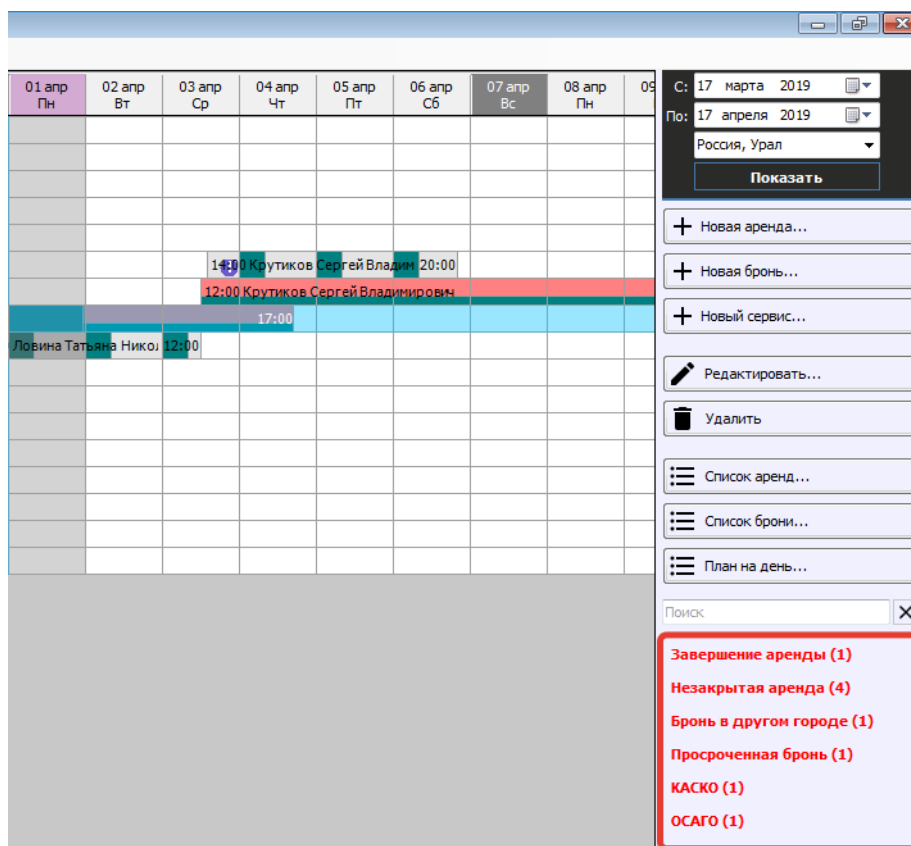 01 апр 02 апр 03 апр 04 апр 05 апр 06 апр 07 апр 08 апр 09
Пн Вт Ср Чт Пт Сб Вс Пн
14:00 Крутиков Сергей Владим 20:00
12:00 Крутиков Сергей Владимирович
17:00
Ловина Татьяна Никол 12:00
С: 17 марта 2019
По: 17 апреля 2019
Россия, Урал
Показать
Новая аренда...
Новая бронь...
Новый сервис...
Редактировать...
Удалить
Список аренд...
Список брони...
План на день...
Поиск
Завершение аренды (1)
Незакрытая аренда (4)
Бронь в другом городе (1)
Просроченная бронь (1)
КАСКО (1)
ОСАГО (1)